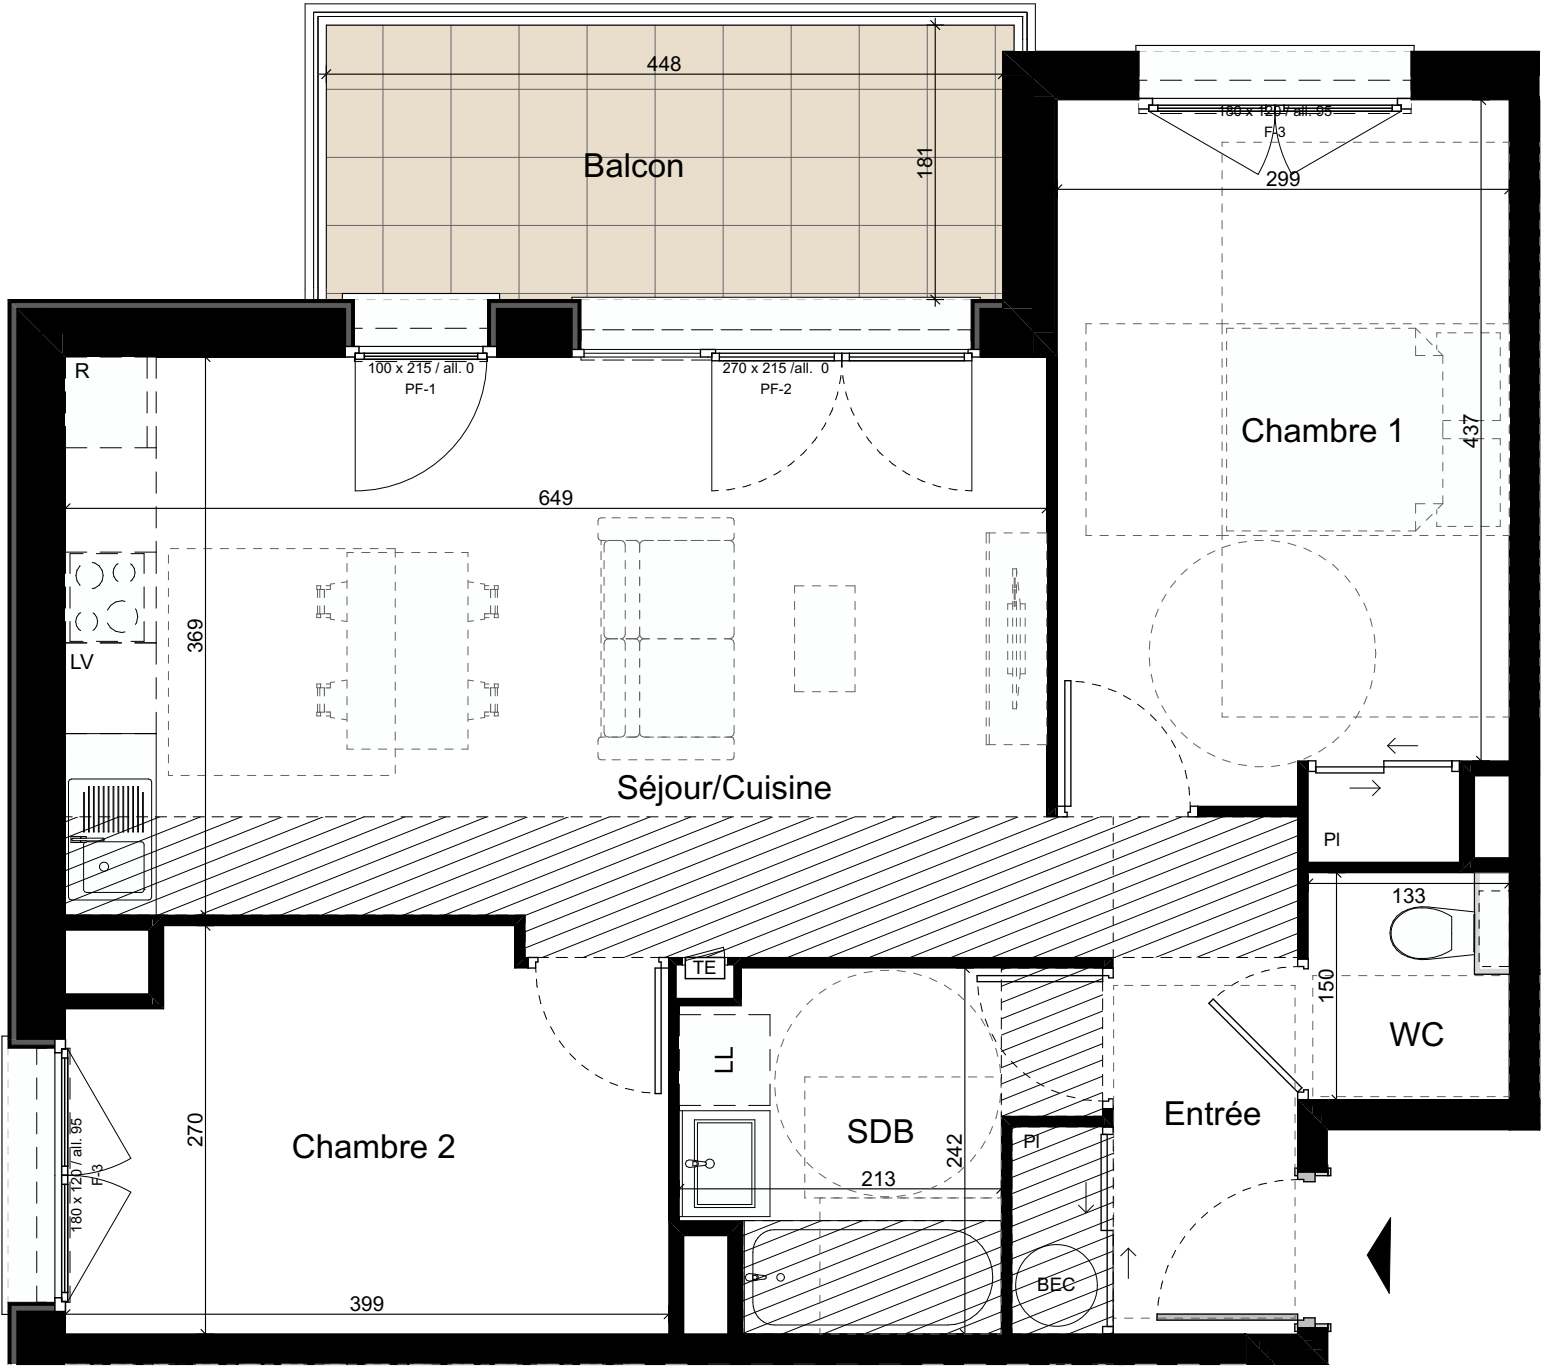 448
Balcon
181
180 x 120 / all. 95
F-3
299
R
100 x 215 / all. 0
PF-1
270 x 215 /all. 0
PF-2
Chambre 1
437
649
369
LV
Séjour/Cuisine
Pl
133
TE
150
WC
LL
Entrée
SDB
242
Pl
213
Chambre 2
270
180 x 120 / all. 95
F-3
BEC
399